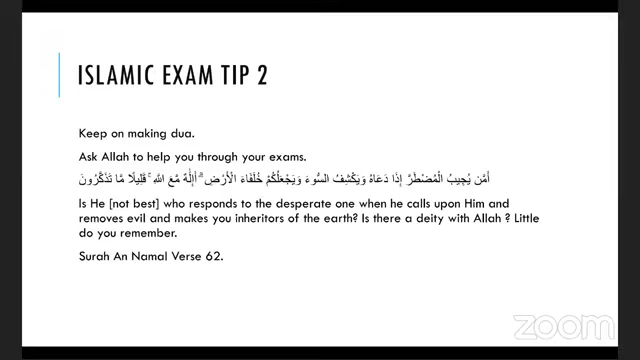 ISLAMIC EXAM TIP 2
Keep on making dua.
Ask Allah to help you through your exams.
أَمَّن يُجِيبُ الْمُضْطَرَّ إِذَا دَعَاهُ وَيَكْشِفُ السُّوءَ وَيَجْعَلُكُمْ خُلَفَاءَ الْأَرْضِ ۗ أَإِلَٰهٌ مَّعَ اللَّهِ ۚ قَلِيلًا مَّا تَذَكَّرُونَ
Is He [not best] who responds to the desperate one when he calls upon Him and
removes evil and makes you inheritors of the earth? Is there a deity with Allah ? Little
do you remember.
Surah An Namal Verse 62.
zoom